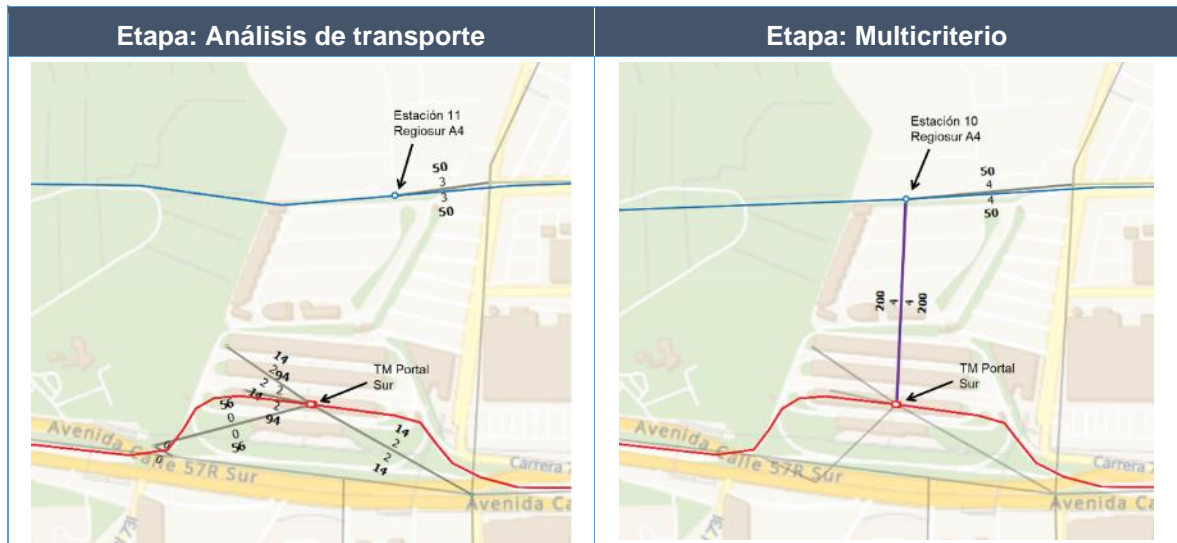 Etapa: Análisis de transporte
Estación 11
Regiosur A4
50
3
3
50
TM Portal
Sur
14
2
94
2
2
14
2
94
56
0
0
56
14
2
2
14
0
0
Avenida Calle 57R Sur
Carrera 7
Avenida Ca
Etapa: Multicriterio
Estación 10
Regiosur A4
50
4
4
50
200
4
4
200
TM Portal
Sur
Avenida Calle 57R Sur
Carrera 7
Avenida Ca